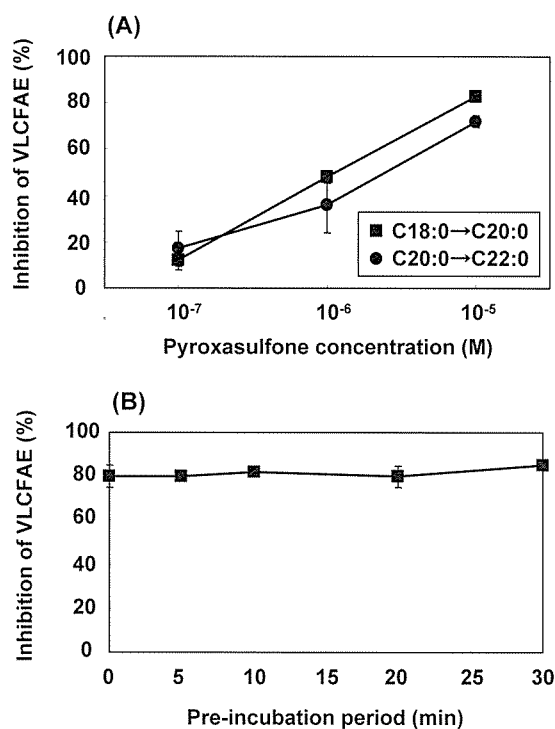 (A)
Inhibition of VLCFAE (%)
100
80
60
40
20
0
C18:0→C20:0
C20:0→C22:0
10-7
10-6
10-5
Pyroxasulfone concentration (M)
(B)
Inhibition of VLCFAE (%)
100
80
60
80
20
0
0
5
10
15
20
25
30
Pre-incubation period (min)